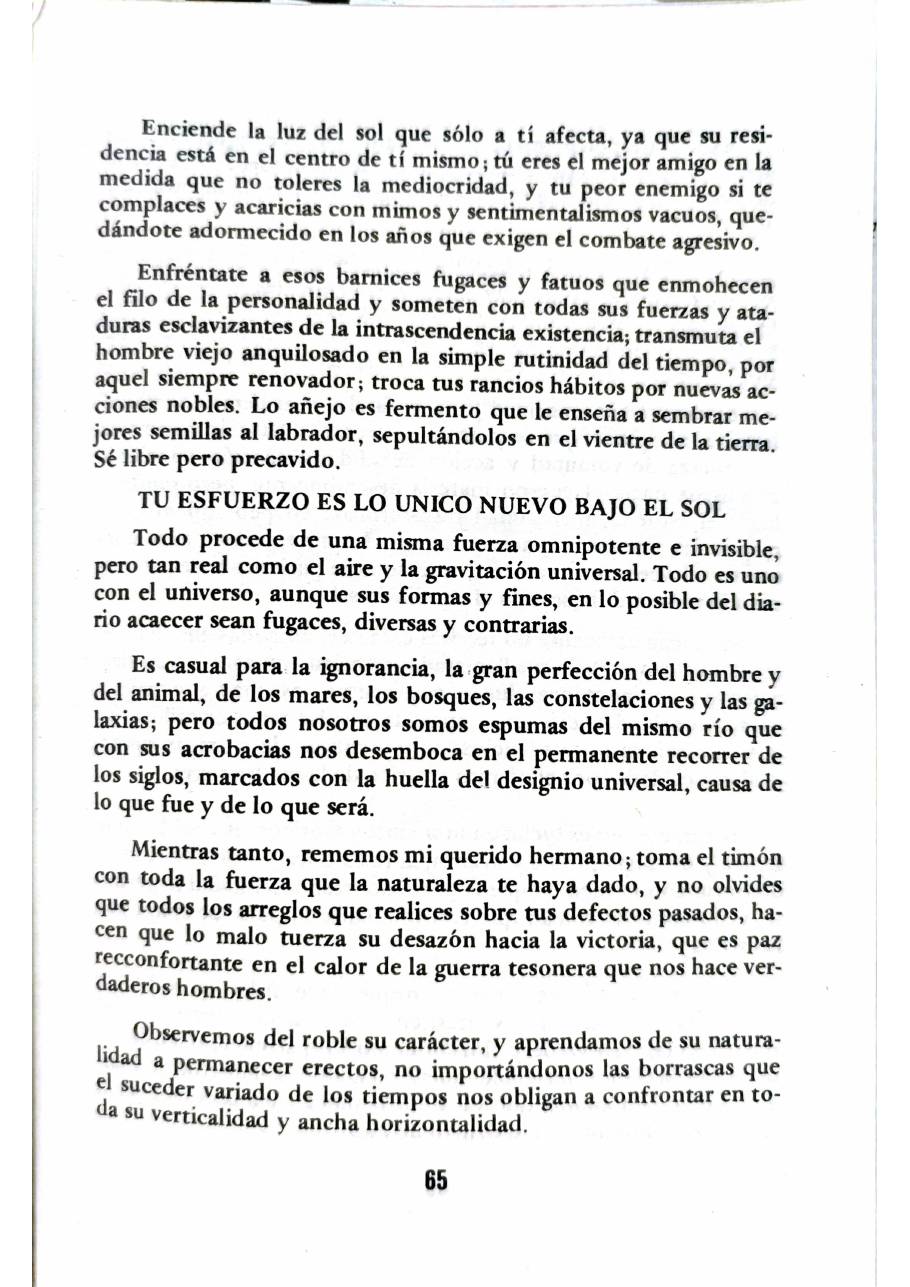 Enciende la luz del sol que sólo a tí afecta, ya que su resi-
dencia está en el centro de tí mismo; tú eres el mejor amigo en la
medida que no toleres la mediocridad, y tu peor enemigo si te
complaces y acaricias con mimos y sentimentalismos vacuos, que-
dándote adormecido en los años que exigen el combate agresivo.
Enfréntate a esos barnices fugaces y fatuos que enmohecen
el filo de la personalidad y someten con todas sus fuerzas y ata-
duras esclavizantes de la intrascendencia existencia; transmuta el
hombre viejo anquilosado en la simple rutinidad del tiempo, por
aquel siempre renovador; troca tus rancios hábitos por nuevas ac-
ciones nobles. Lo añejo es fermento que le enseña a sembrar me-
jores semillas al labrador, sepultándolos en el vientre de la tierra.
Sé libre pero precavido.
TU ESFUERZO ES LO UNICO NUEVO BAJO EL SOL
Todo procede de una misma fuerza omnipotente e invisible,
pero tan real como el aire y la gravitación universal. Todo es uno
con el universo, aunque sus formas y fines, en lo posible del dia-
rio acaecer sean fugaces, diversas y contrarias.
Es casual para la ignorancia, la gran perfección del hombre y
del animal, de los mares, los bosques, las constelaciones y las ga-
laxias; pero todos nosotros somos espumas del mismo río que
con sus acrobacias nos desemboca en el permanente recorrer de
los siglos, marcados con la huella del designio universal, causa de
lo que fue y de lo que será.
Mientras tanto, rememos mi querido hermano; toma el timón
con toda la fuerza que la naturaleza te haya dado, y no olvides
que todos los arreglos que realices sobre tus defectos pasados, ha-
cen que lo malo tuerza su desazón hacia la victoria, que es paz
recconfortante en el calor de la guerra tesonera que nos hace ver-
daderos hombres.
Observemos del roble su carácter, y aprendamos de su natura-
lidad a permanecer erectos, no importándonos las borrascas que
el suceder variado de los tiempos nos obligan a confrontar en to-
da su verticalidad y ancha horizontalidad.
65